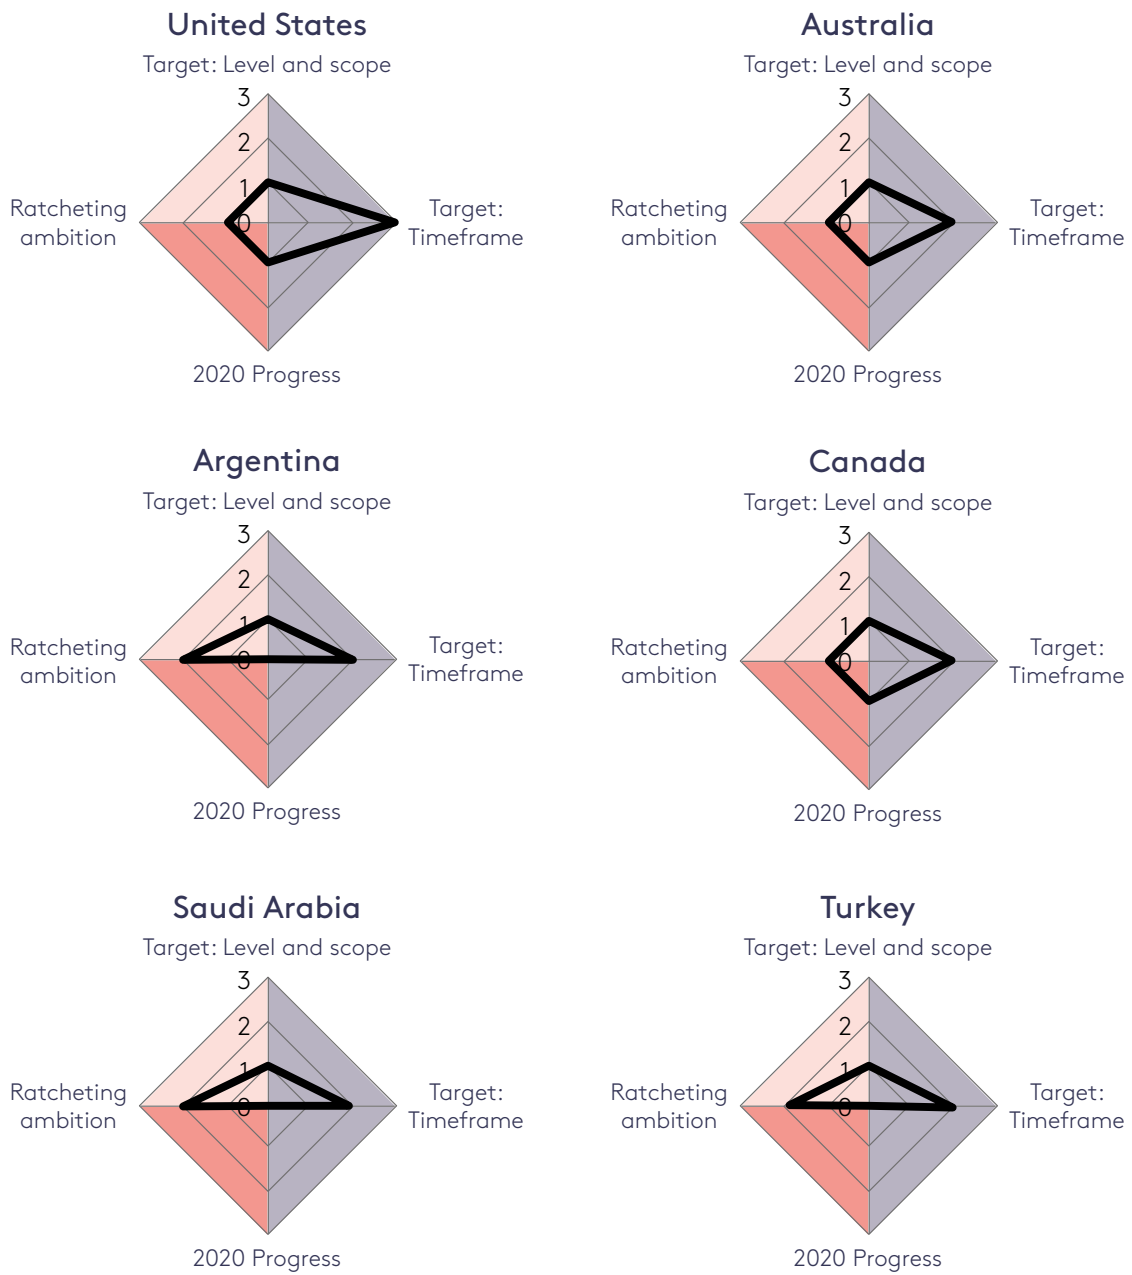 United States
Target: Level and scope
3
2
1
0
Ratcheting
ambition
Target:
Timeframe
2020 Progress
Australia
Target: Level and scope
3
2
1
0
Ratcheting
ambition
Target:
Timeframe
2020 Progress
Argentina
Target: Level and scope
3
2
1
0
Ratcheting
ambition
Target:
Timeframe
2020 Progress
Canada
Target: Level and scope
3
2
1
0
Ratcheting
ambition
Target:
Timeframe
2020 Progress
Saudi Arabia
Target: Level and scope
3
2
1
0
Ratcheting
ambition
Target:
Timeframe
2020 Progress
Turkey
Target: Level and scope
3
2
1
0
Ratcheting
ambition
Target:
Timeframe
2020 Progress